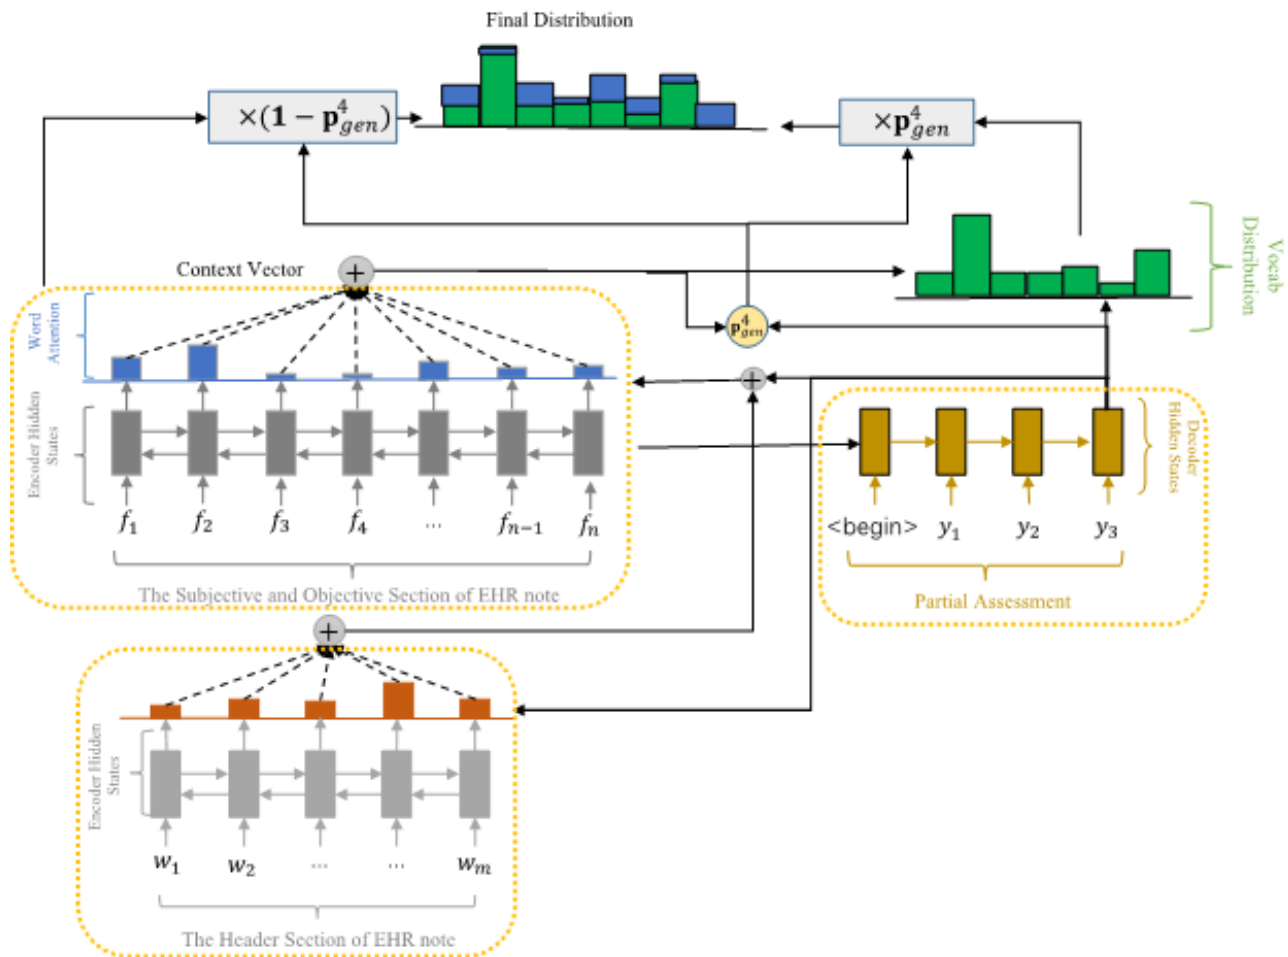 Final Distribution
×(1 − p⁴gen)
×p⁴gen
Vocab
Distribution
Context Vector
+
p⁴gen
Word
Attention
+
Encoder Hidden
States
Decoder
Hidden States
f₁ f₂ f₃ f₄ ... fₙ₋₁ fₙ
<begin> y₁ y₂ y₃
The Subjective and Objective Section of EHR note
Partial Assessment
+
Encoder Hidden
States
w₁ w₂ ... ... wₘ
The Header Section of EHR note